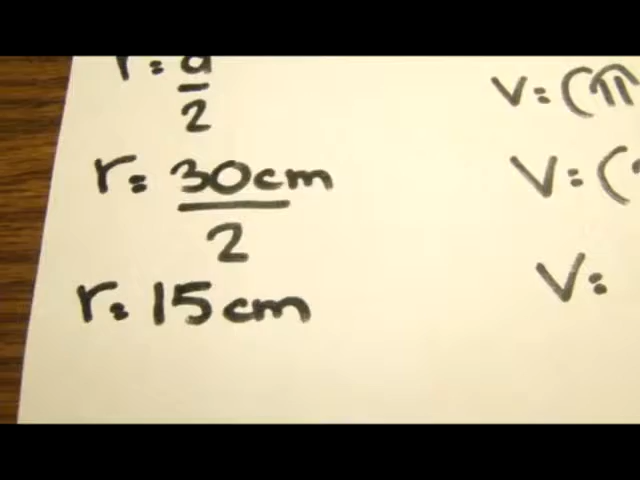 r = d/2
r = 30cm/2
r = 15cm
V = (π
V = (
V =